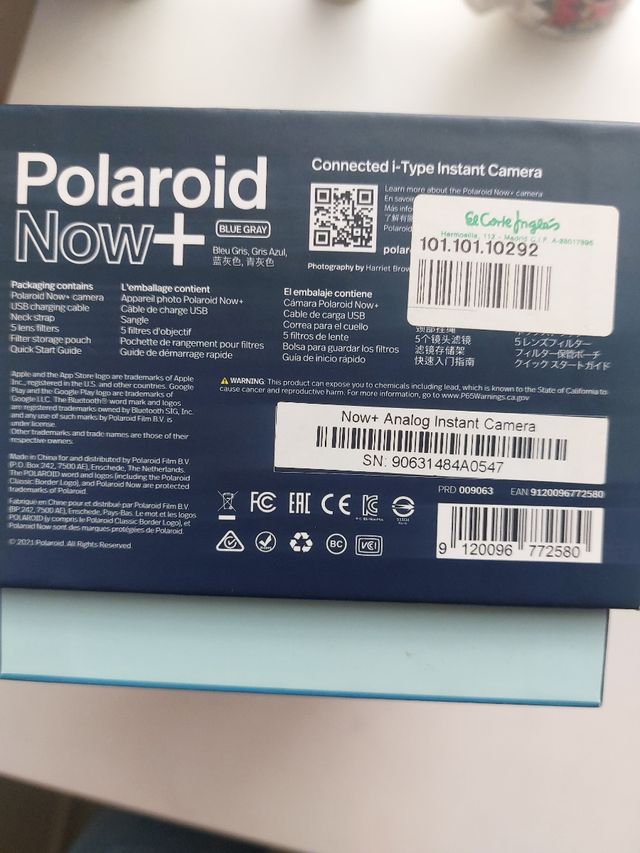 Polaroid
Now+
BLUE GRAY
Bleu Gris, Gris Azul,
蓝灰色, 青灰色
Connected i-Type Instant Camera
Learn more about the Polaroid Now+ camera
En savoir
Más info
了解有
Polaroid
polar
Photography by Harriet Brow
El Corte Inglés
Hermosilla, 112 - Madrid C.I.F. A-28017895
101.101.10292
Packaging contains
Polaroid Now+ camera
USB charging cable
Neck strap
5 lens filters
Filter storage pouch
Quick Start Guide
L'emballage contient
Appareil photo Polaroid Now+
Câble de charge USB
Sangle
5 filtres d'objectif
Pochette de rangement pour filtres
Guide de démarrage rapide
El embalaje contiene
Cámara Polaroid Now+
Cable de carga USB
Correa para el cuello
5 filtros de lente
Bolsa para guardar los filtros
Guía de inicio rápido
颈部挂绳
5个镜头滤镜
滤镜存储架
快速入门指南
5 レンズフィルター
フィルター保管ポーチ
クイック スタートガイド
Apple and the App Store logo are trademarks of Apple
Inc., registered in the U.S. and other countries. Google
Play and the Google Play logo are trademarks of
Google LLC. The Bluetooth® word mark and logos
are registered trademarks owned by Bluetooth SIG, Inc.
and any use of such marks by Polaroid Film B.V. is
under license.
Other trademarks and trade names are those of their
respective owners.
WARNING: This product can expose you to chemicals including lead, which is known to the State of California to
cause cancer and reproductive harm. For more information, go to www.P65Warnings.ca.gov
Now+ Analog Instant Camera
SN: 90631484A0547
Made in China for and distributed by Polaroid Film B.V.
(P.O. Box 242, 7500 AE), Enschede, The Netherlands.
The POLAROID word and logos (including the Polaroid
Classic Border Logo), and Polaroid Now are protected
trademarks of Polaroid.
Fabriqué en Chine pour et distribué par Polaroid Film B.V.
(BP.242, 7500 AE), Enschede, Pays-Bas. Le mot et les logos
POLAROID (y compris le Polaroid Classic Border Logo), et
Polaroid Now sont des marques protégées de Polaroid.
© 2021 Polaroid. All Rights Reserved.
FC EAC CE
BC VCI
PRD 009063 EAN 9120096772580
9 120096 772580